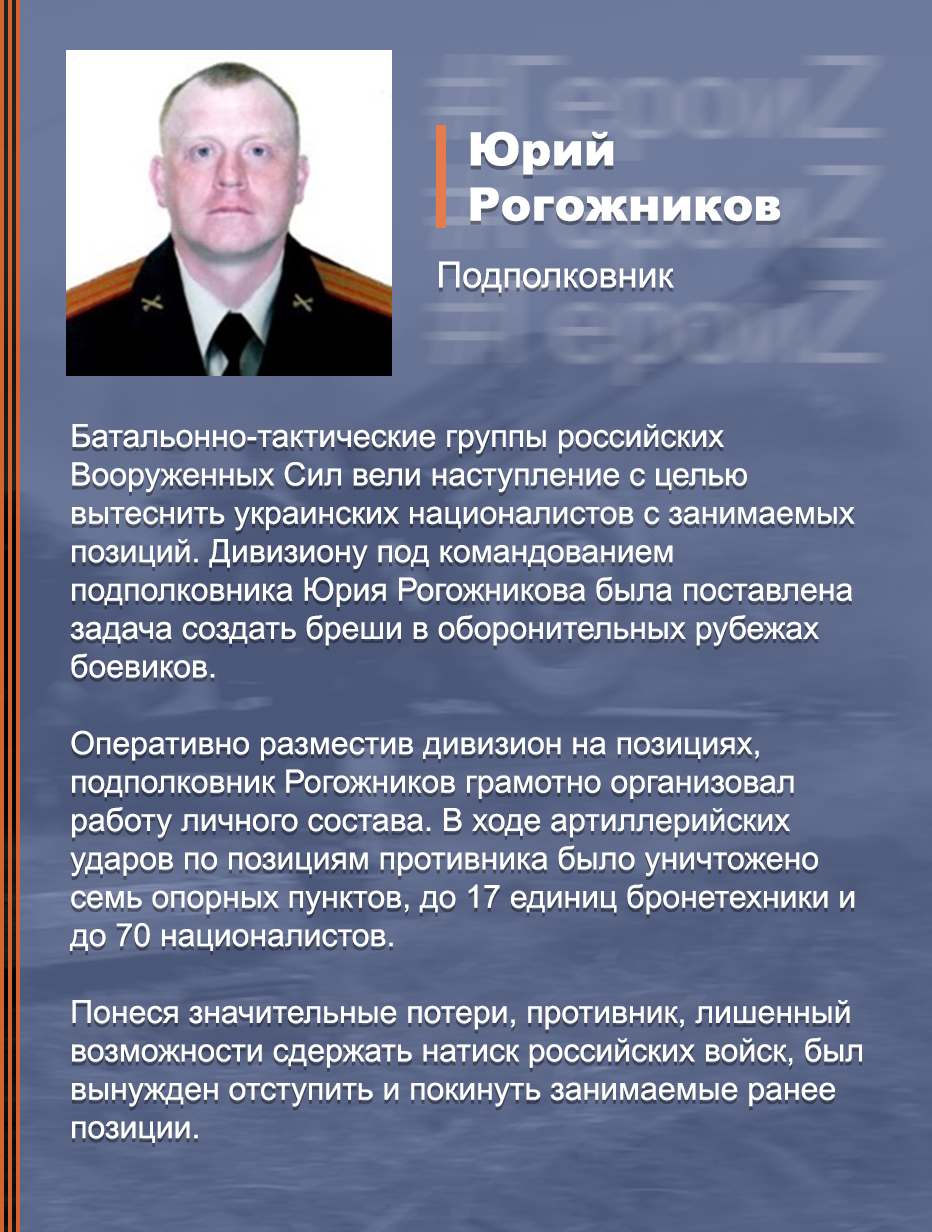 #ГероиZ
Юрий
#ГероиZ
Рогожников
Подполковник
#ГероиZ
Батальонно-тактические группы российских
Вооруженных Сил вели наступление с целью
вытеснить украинских националистов с занимаемых
позиций. Дивизиону под командованием
подполковника Юрия Рогожникова была поставлена
задача создать бреши в оборонительных рубежах
боевиков.
Оперативно разместив дивизион на позициях,
подполковник Рогожников грамотно организовал
работу личного состава. В ходе артиллерийских
ударов по позициям противника было уничтожено
семь опорных пунктов, до 17 единиц бронетехники и
до 70 националистов.
Понеся значительные потери, противник, лишенный
возможности сдержать натиск российских войск, был
вынужден отступить и покинуть занимаемые ранее
позиции.